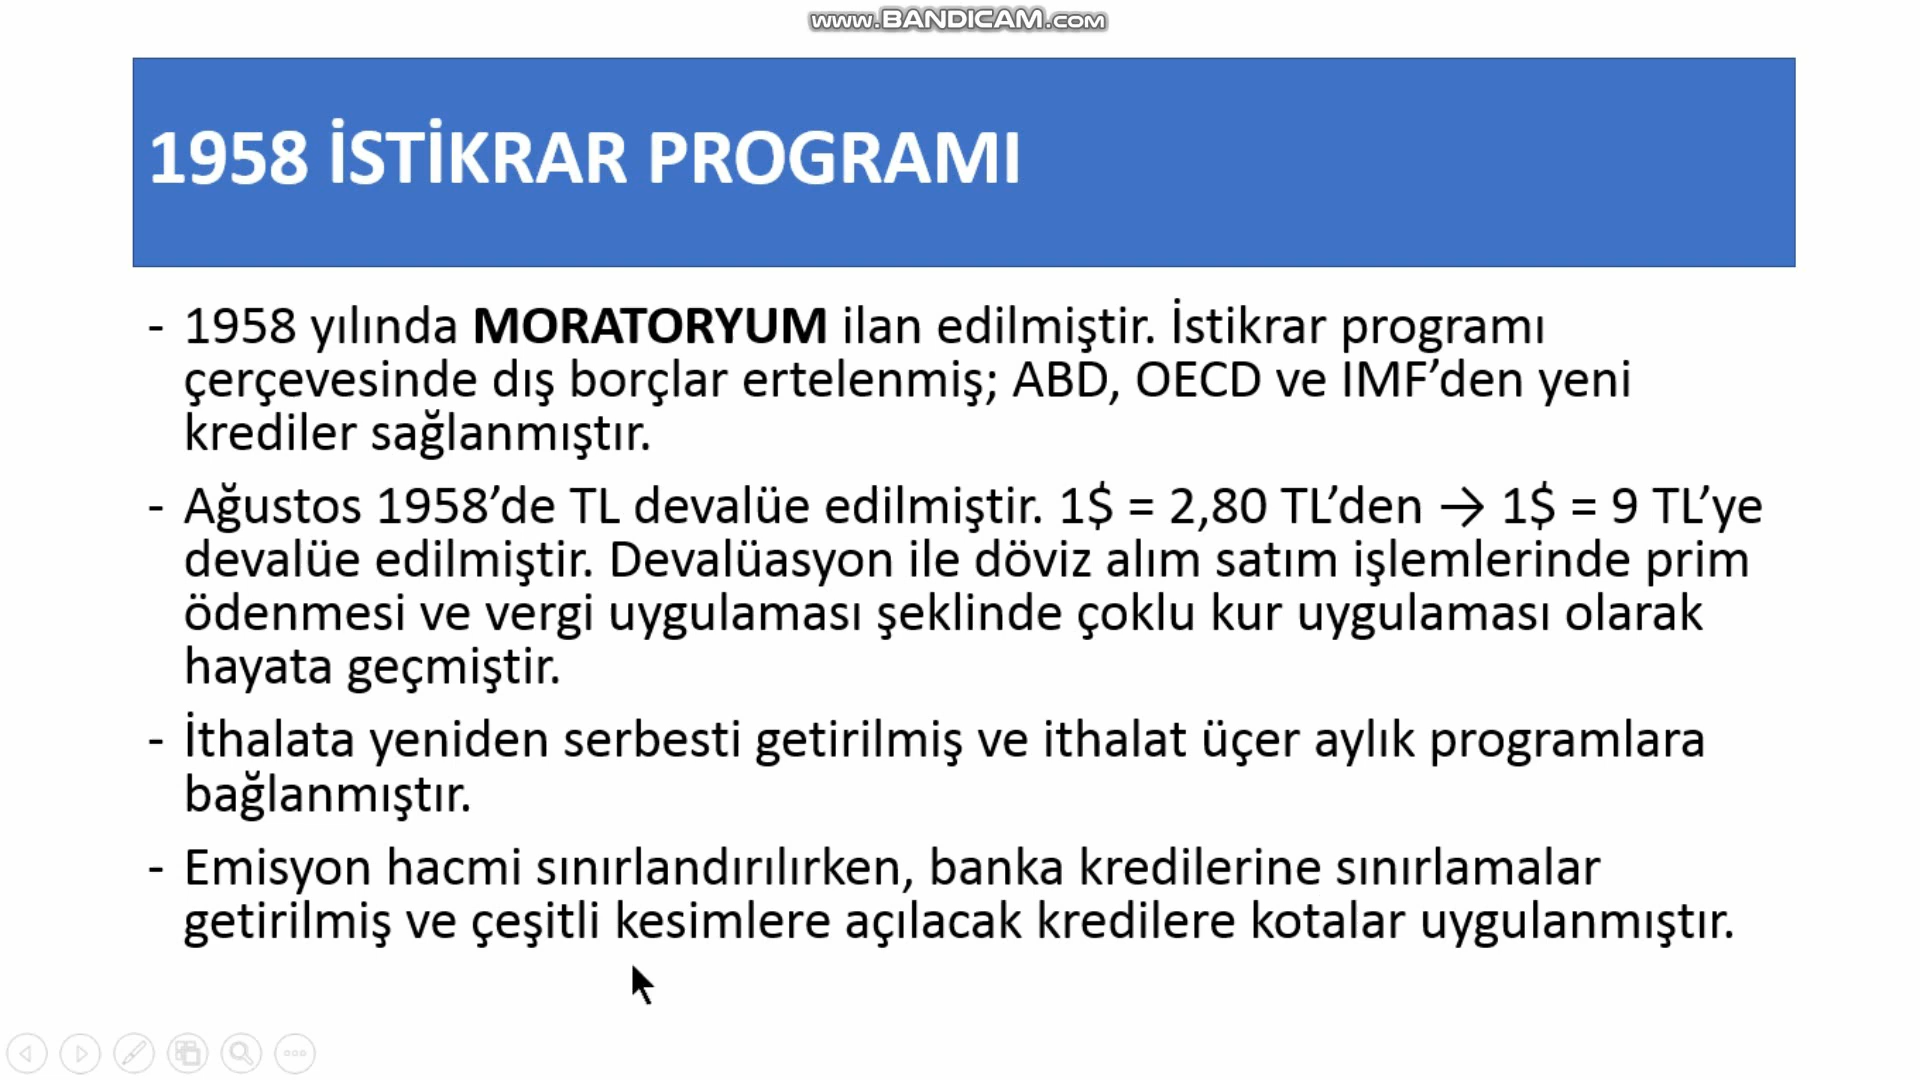 www.BANDICAM.com
1958 İSTİKRAR PROGRAMI
- 1958 yılında MORATORYUM ilan edilmiştir. İstikrar programı
çerçevesinde dış borçlar ertelenmiş; ABD, OECD ve IMF’den yeni
krediler sağlanmıştır.
- Ağustos 1958’de TL devalüe edilmiştir. 1$ = 2,80 TL’den → 1$ = 9 TL’ye
devalüe edilmiştir. Devalüasyon ile döviz alım satım işlemlerinde prim
ödenmesi ve vergi uygulaması şeklinde çoklu kur uygulaması olarak
hayata geçmiştir.
- İthalata yeniden serbesti getirilmiş ve ithalat üçer aylık programlara
bağlanmıştır.
- Emisyon hacmi sınırlandırılırken, banka kredilerine sınırlamalar
getirilmiş ve çeşitli kesimlere açılacak kredilere kotalar uygulanmıştır.